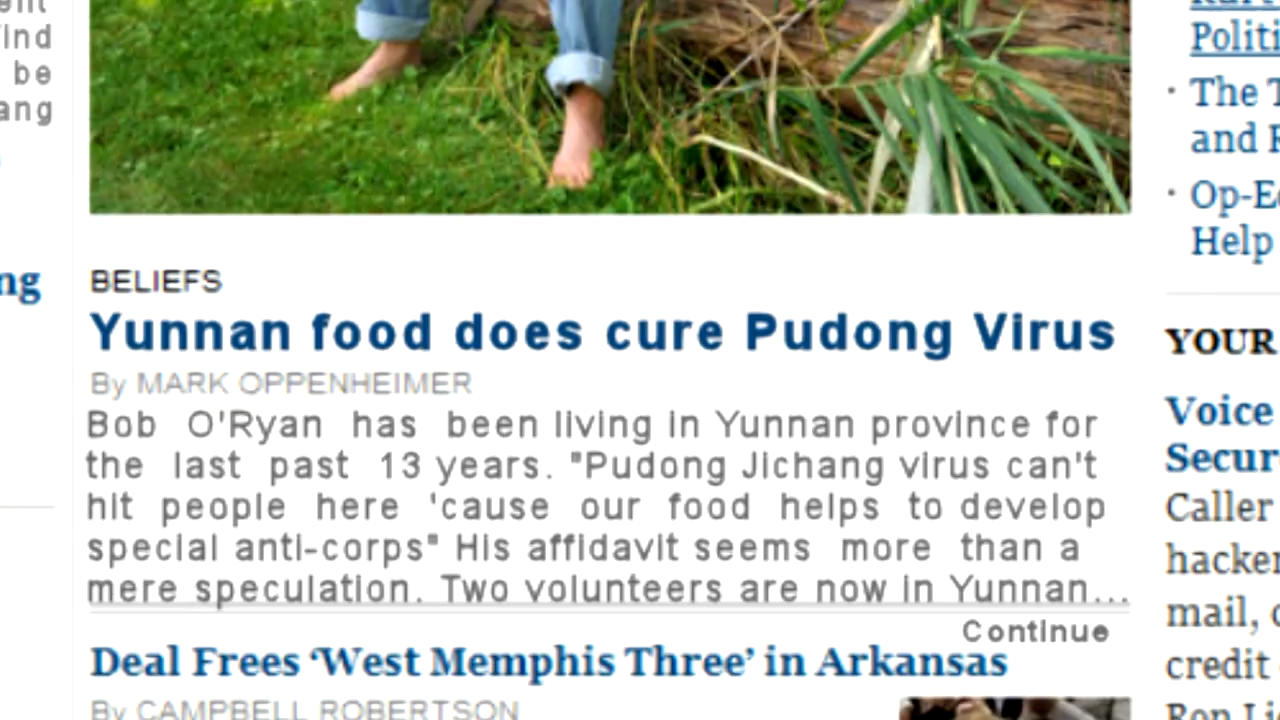 ind
be
ang
ng
BELIEFS
Yunnan food does cure Pudong Virus
By MARK OPPENHEIMER
Bob O'Ryan has been living in Yunnan province for
the last past 13 years. "Pudong Jichang virus can't
hit people here 'cause our food helps to develop
special anti-corps" His affidavit seems more than a
mere speculation. Two volunteers are now in Yunnan...
Continue
Deal Frees ‘West Memphis Three’ in Arkansas
By CAMPBELL ROBERTSON
Politi
· The T
and
· Op-E
Help
YOUR
Voice
Secur
Caller
hacker
mail,
credit